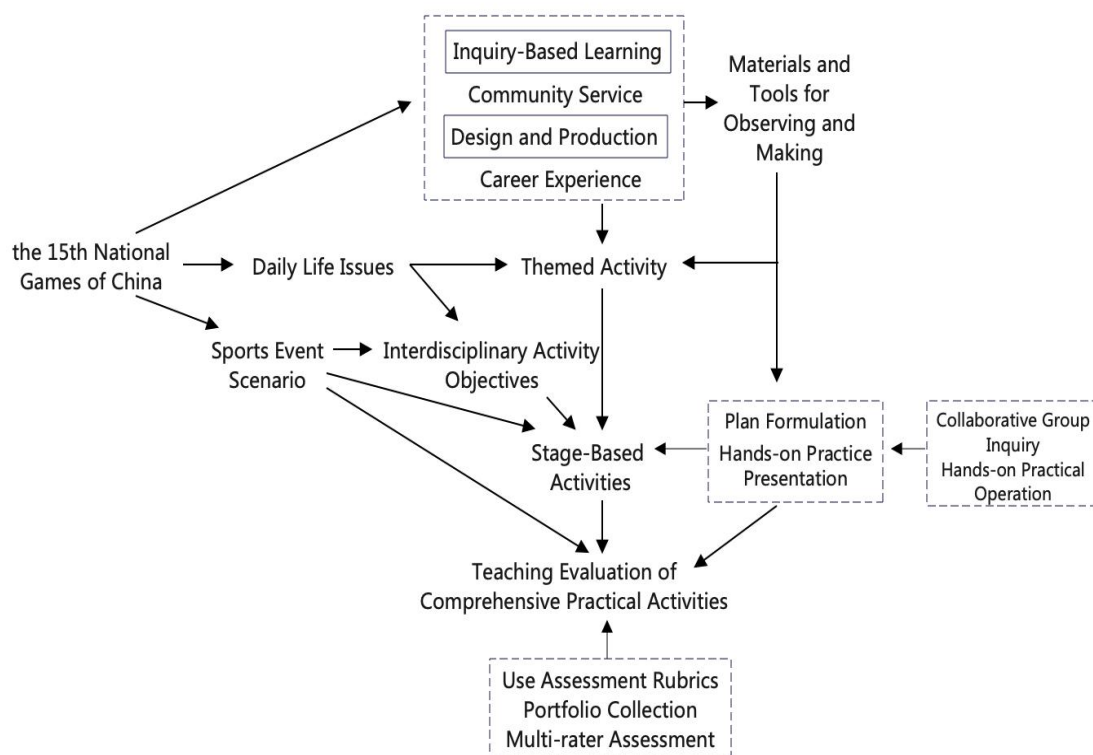 Inquiry-Based Learning
Community Service
Design and Production
Career Experience
Materials and
Tools for
Observing and
Making
the 15th National
Games of China
Daily Life Issues
Themed Activity
Sports Event
Scenario
Interdisciplinary Activity
Objectives
Stage-Based
Activities
Plan Formulation
Hands-on Practice
Presentation
Collaborative Group
Inquiry
Hands-on Practical
Operation
Teaching Evaluation of
Comprehensive Practical Activities
Use Assessment Rubrics
Portfolio Collection
Multi-rater Assessment